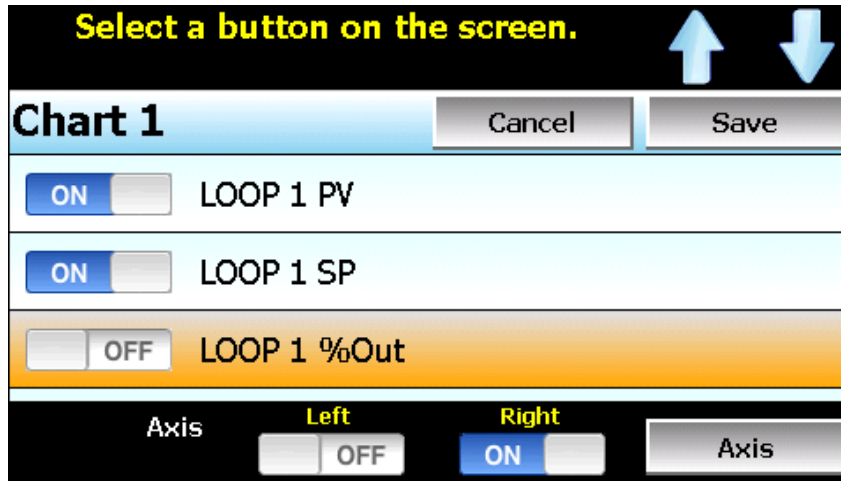 Select a button on the screen.
Chart 1
Cancel
Save
ON
LOOP 1 PV
ON
LOOP 1 SP
OFF
LOOP 1 %Out
Axis
Left
OFF
Right
ON
Axis